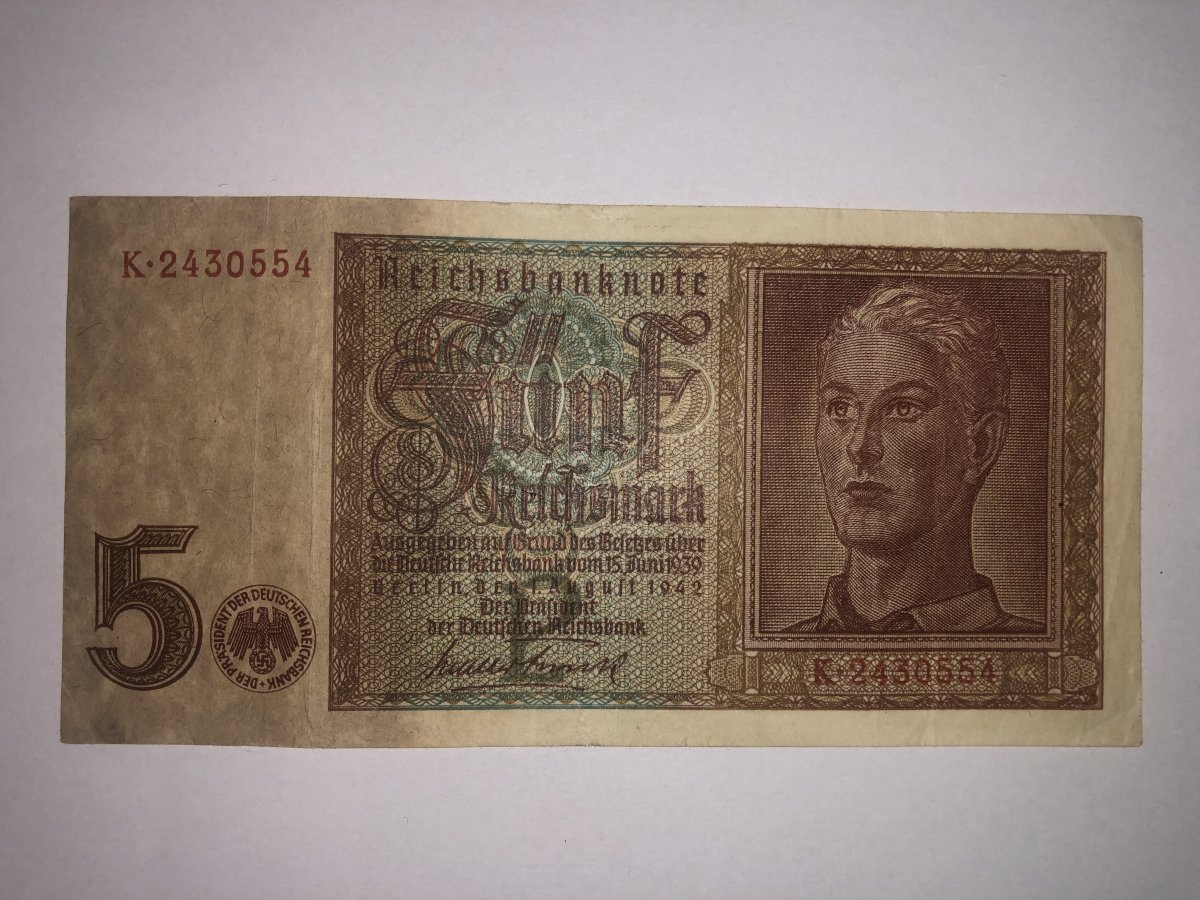 K·2430554
Reichsbanknote
Fünf
Reichsmark
Ausgegeben auf Grund des Gesetzes über
die Deutsche Reichsbank vom 15. Juni 1939
Berlin, den 1. August 1942
Der Präsident
der Deutschen Reichsbank
5
DER PRÄSIDENT DER DEUTSCHEN REICHSBANK
K·2430554